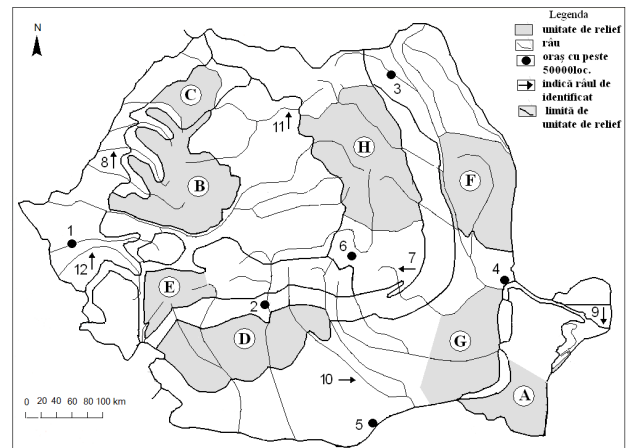 N
Legenda
unitate de relief
râu
oraș cu peste
50000loc.
indică râul de
identificat
limită de
unitate de relief
C
3
11
H
8
B
F
1
6
7
12
4
E
2
9
D
G
10
A
5
0 20 40 60 80 100 km